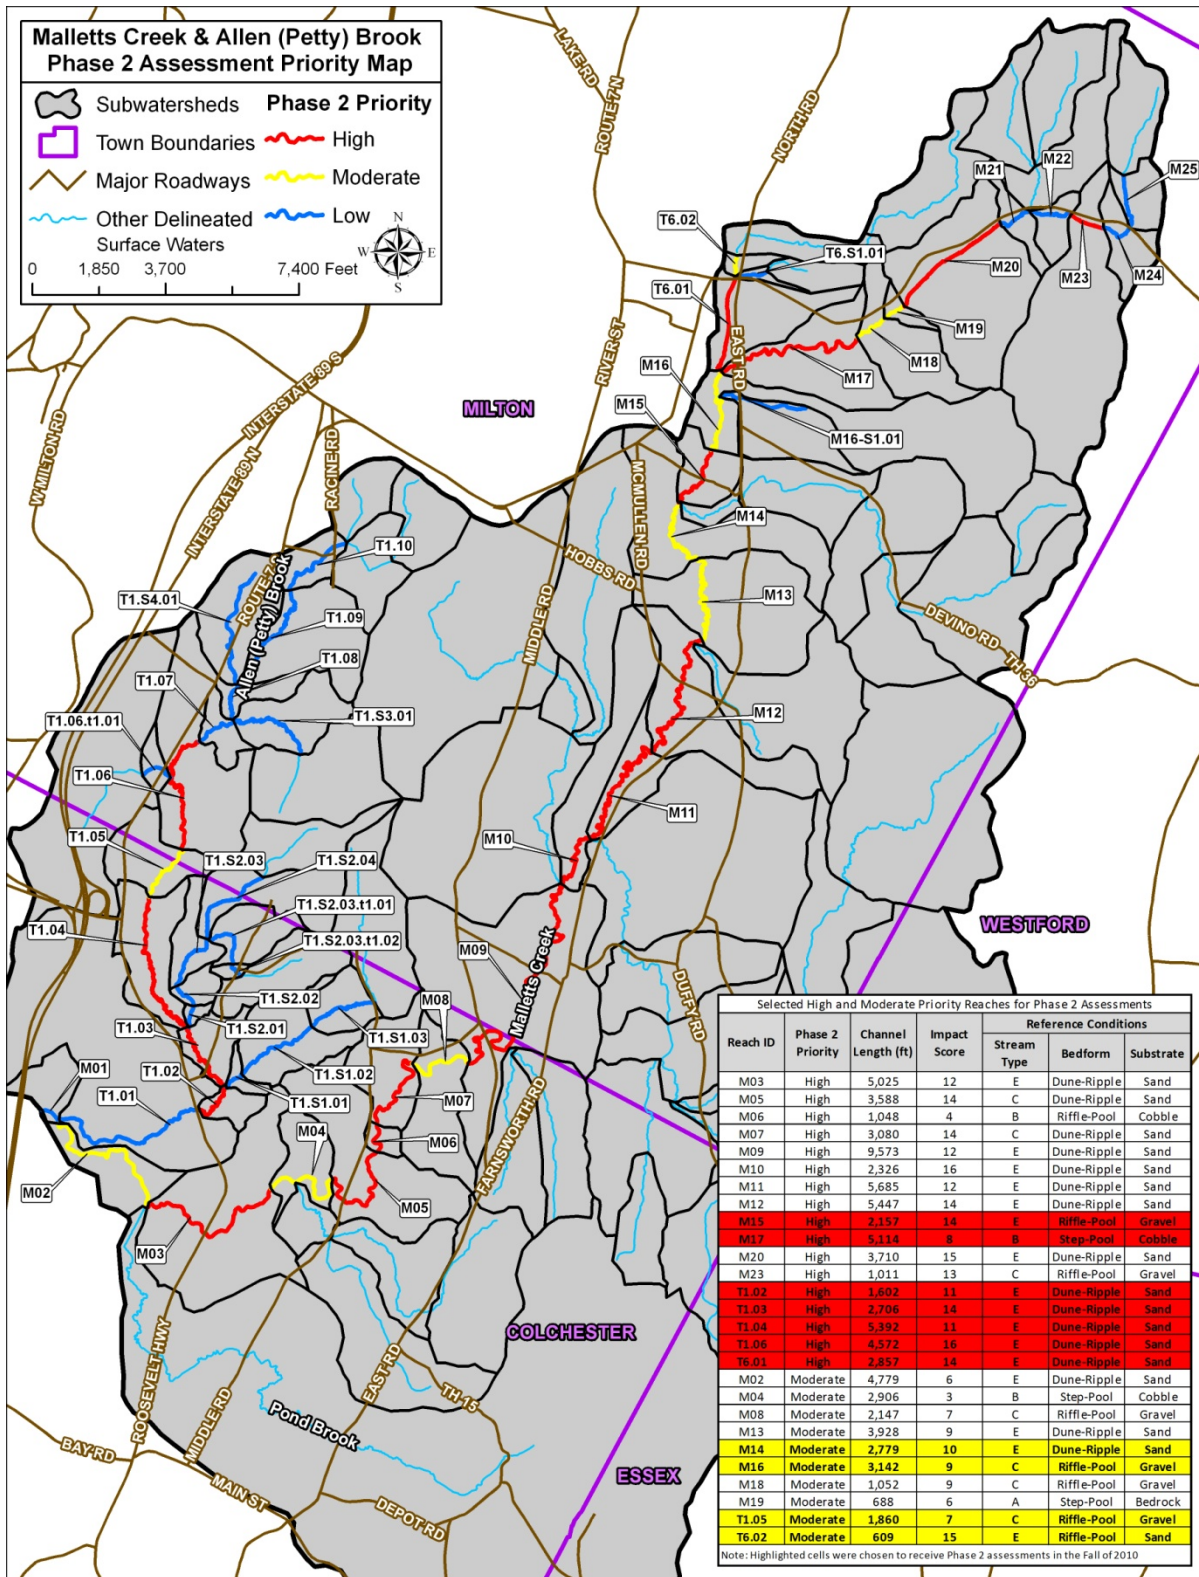 Malletts Creek & Allen (Petty) Brook
Phase 2 Assessment Priority Map
Subwatersheds
Town Boundaries
Major Roadways
Other Delineated
Surface Waters
Phase 2 Priority
High
Moderate
Low
N
W E
S
0 1,850 3,700 7,400 Feet
LAKE RD
ROUTE 7 N
NORTH RD
M22
M21
M25
T6.02
T6.S1.01
M20
M23
M24
T6.01
M19
M18
EAST RD
RIVER ST
M17
M16
INTERSTATE 89 S
MILTON
M15
M16-S1.01
W MILTON RD
INTERSTATE 89 N
RACINE RD
MCMULLEN RD
M14
T1.10
HOBBS RD
ROUTE 7
Allen (Petty) Brook
T1.S4.01
M13
T1.09
MIDDLE RD
DEVINO RD
TH 36
T1.08
T1.07
T1.S3.01
M12
T1.06.t1.01
T1.06
M11
T1.05
M10
T1.S2.03
T1.S2.04
T1.S2.03.t1.01
T1.04
T1.S2.03.t1.02
WESTFORD
M09
Malletts Creek
DUFFY RD
T1.S2.02
M08
T1.S2.01
T1.03
T1.S1.03
T1.S1.02
M01
T1.02
T1.01
T1.S1.01
M07
FARNSWORTH RD
M04
M06
M02
M05
M03
COLCHESTER
ROOSEVELT HWY
EAST RD
TH 15
MIDDLE RD
Pond Brook
BAY RD
MAIN ST
ESSEX
DEPOT RD
Selected High and Moderate Priority Reaches for Phase 2 Assessments
Reach ID Phase 2 Priority Channel Length (ft) Impact Score Reference Conditions
Stream Type Bedform Substrate
M03 High 5,025 12 E Dune-Ripple Sand
M05 High 3,588 14 C Dune-Ripple Sand
M06 High 1,048 4 B Riffle-Pool Cobble
M07 High 3,080 14 C Dune-Ripple Sand
M09 High 9,573 12 E Dune-Ripple Sand
M10 High 2,326 16 E Dune-Ripple Sand
M11 High 5,685 12 E Dune-Ripple Sand
M12 High 5,447 14 E Dune-Ripple Sand
M15 High 2,157 14 E Riffle-Pool Gravel
M17 High 5,114 8 B Step-Pool Cobble
M20 High 3,710 15 E Dune-Ripple Sand
M23 High 1,011 13 C Riffle-Pool Gravel
T1.02 High 1,602 11 E Dune-Ripple Sand
T1.03 High 2,706 14 E Dune-Ripple Sand
T1.04 High 5,392 11 E Dune-Ripple Sand
T1.06 High 4,572 16 E Dune-Ripple Sand
T6.01 High 2,857 14 E Dune-Ripple Sand
M02 Moderate 4,779 6 E Dune-Ripple Sand
M04 Moderate 2,906 3 B Step-Pool Cobble
M08 Moderate 2,147 7 C Riffle-Pool Gravel
M13 Moderate 3,928 9 E Dune-Ripple Sand
M14 Moderate 2,779 10 E Dune-Ripple Sand
M16 Moderate 3,142 9 C Riffle-Pool Gravel
M18 Moderate 1,052 9 C Riffle-Pool Gravel
M19 Moderate 688 6 A Step-Pool Bedrock
T1.05 Moderate 1,860 7 C Riffle-Pool Gravel
T6.02 Moderate 609 15 E Riffle-Pool Sand
Note: Highlighted cells were chosen to receive Phase 2 assessments in the Fall of 2010